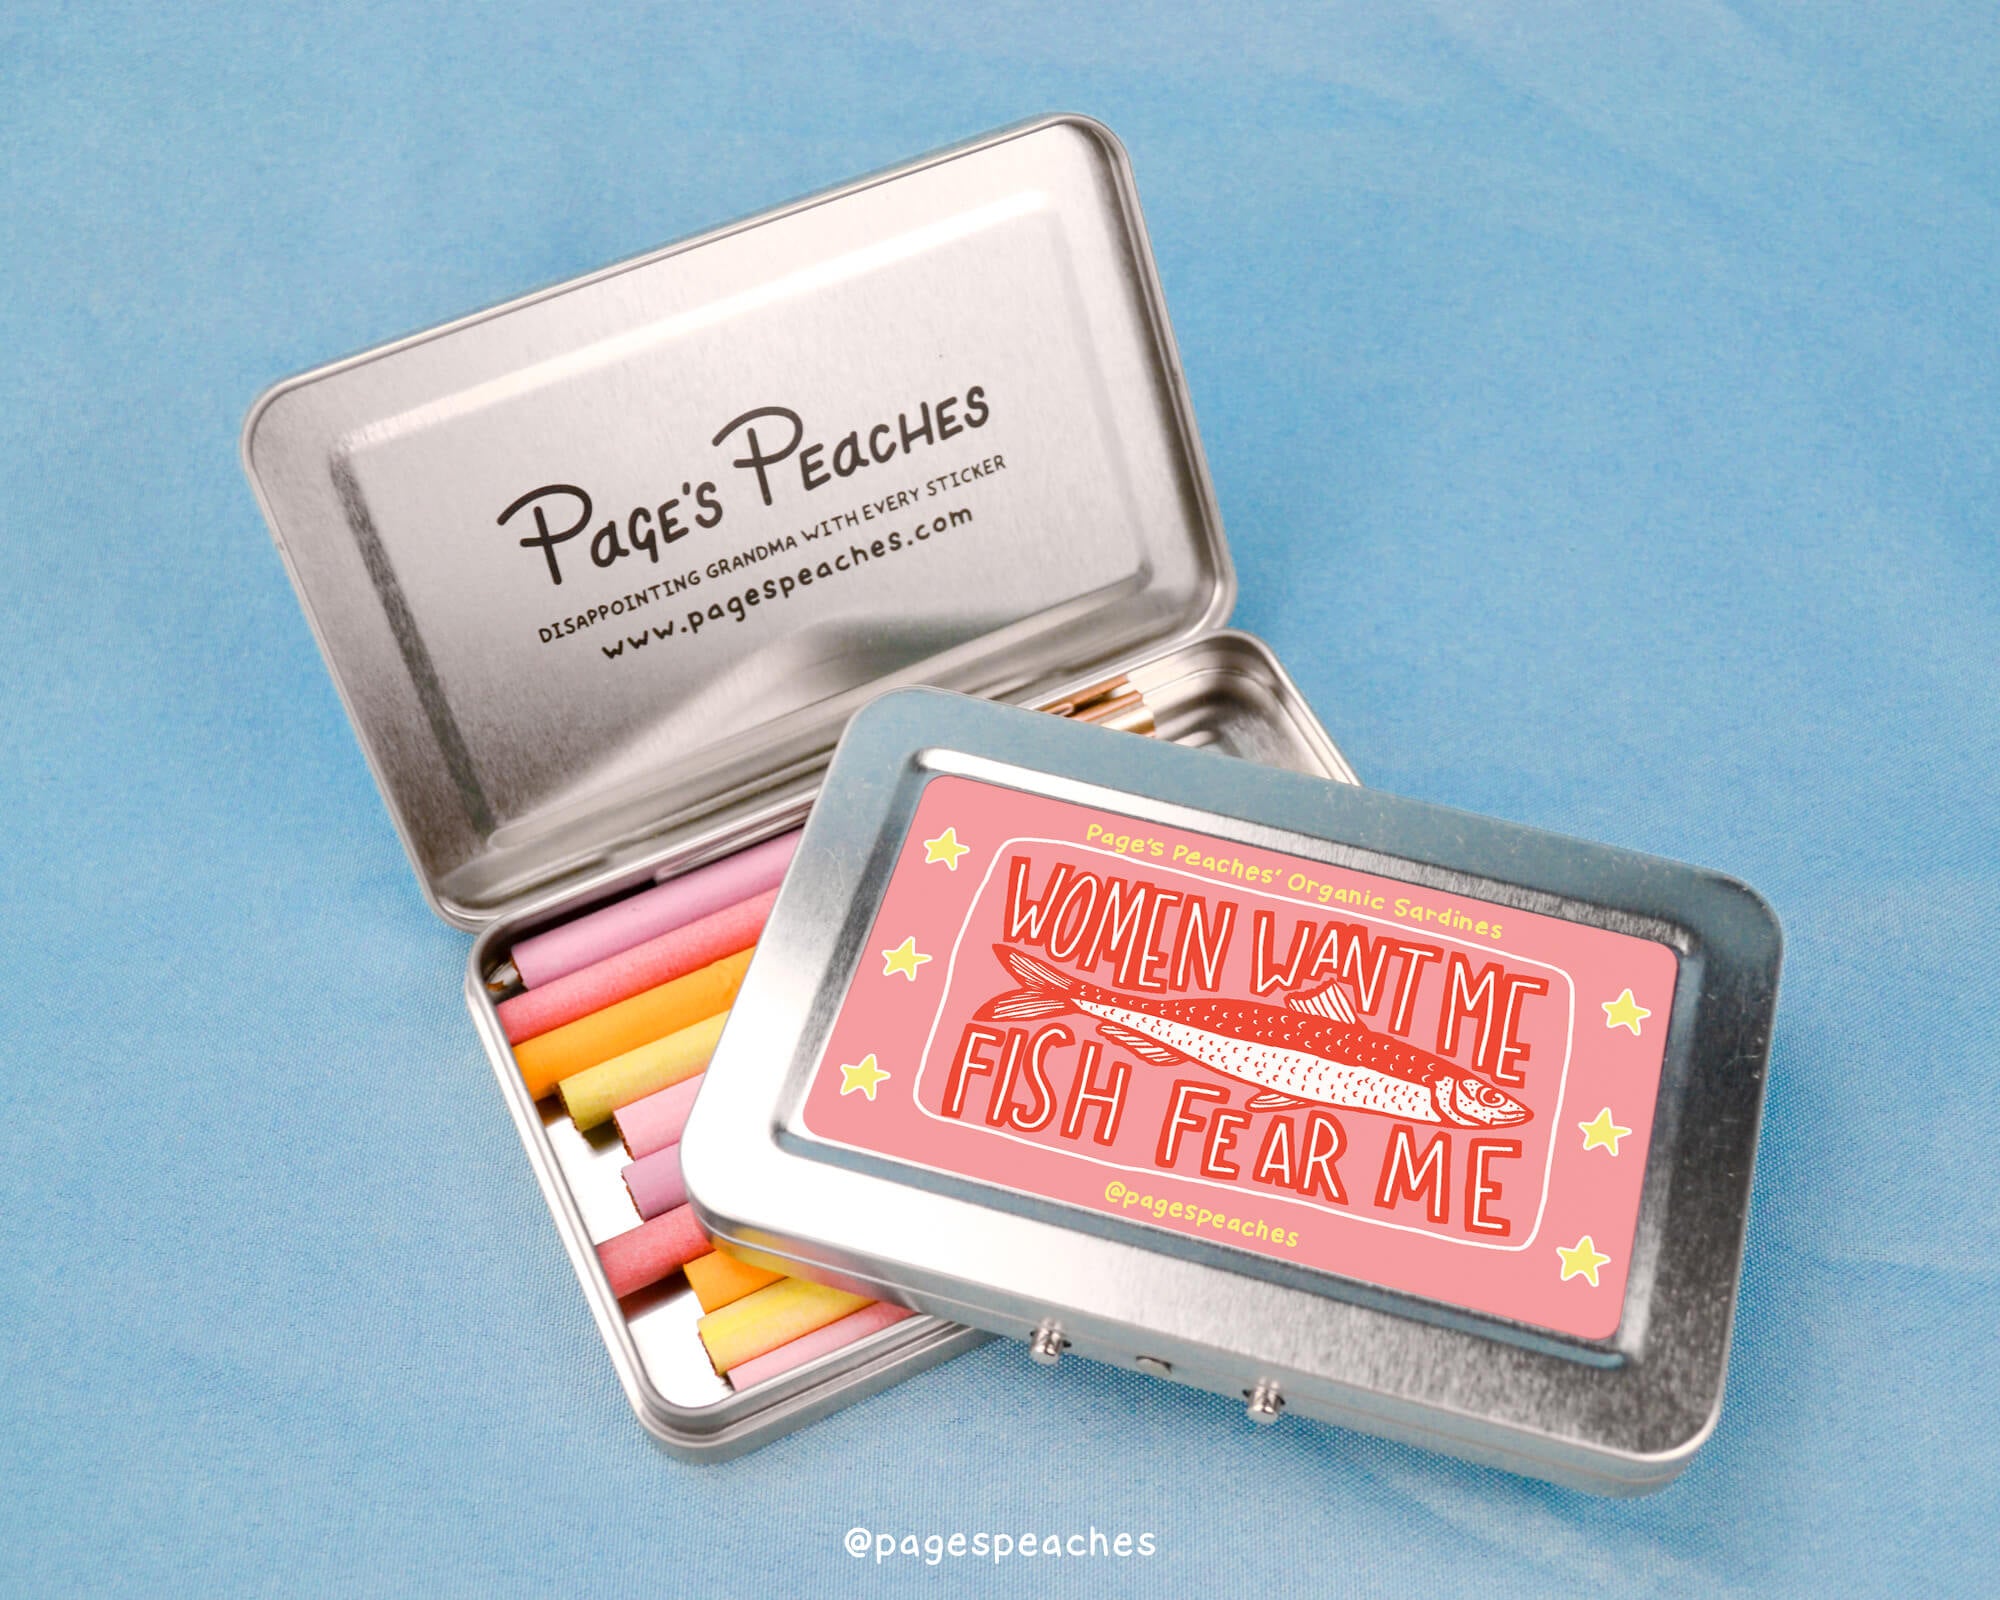 Page's Peaches
DISAPPOINTING GRANDMA WITH EVERY STICKER
www.pagespeaches.com
Page's Peaches' Organic Sardines
WOMEN WANT ME
FISH FEAR ME
@pagespeaches
@pagespeaches